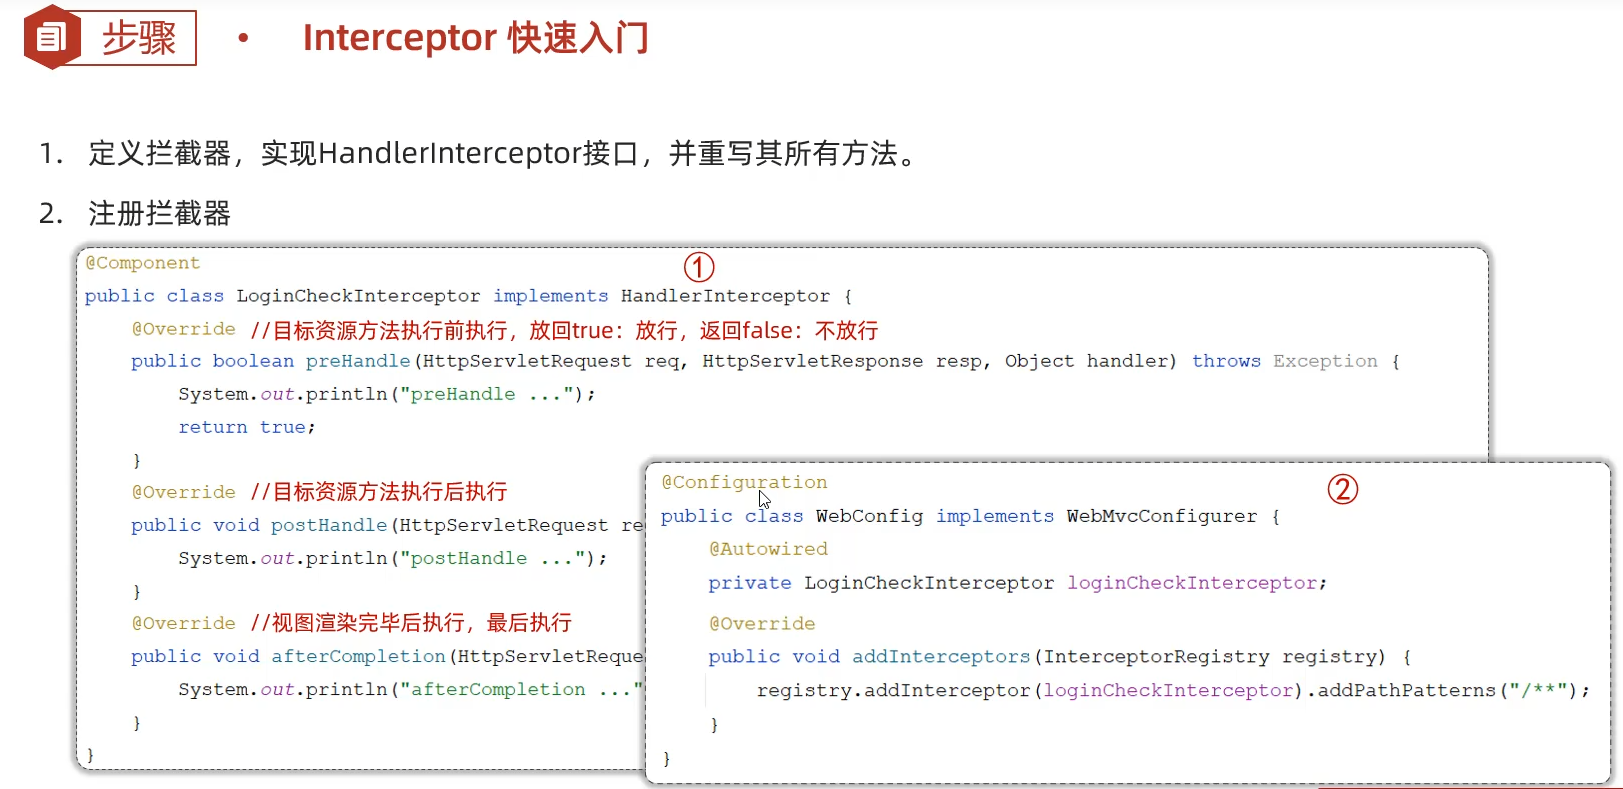 步骤 • Interceptor 快速入门
1. 定义拦截器，实现HandlerInterceptor接口，并重写其所有方法。
2. 注册拦截器
①
@Component
public class LoginCheckInterceptor implements HandlerInterceptor {
@Override //目标资源方法执行前执行，放回true：放行，返回false：不放行
public boolean preHandle(HttpServletRequest req, HttpServletResponse resp, Object handler) throws Exception {
System.out.println("preHandle ...");
return true;
}
@Override //目标资源方法执行后执行
public void postHandle(HttpServletRequest re
System.out.println("postHandle ...");
}
@Override //视图渲染完毕后执行，最后执行
public void afterCompletion(HttpServletReque
System.out.println("afterCompletion ..."
}
}
②
@Configuration
public class WebConfig implements WebMvcConfigurer {
@Autowired
private LoginCheckInterceptor loginCheckInterceptor;
@Override
public void addInterceptors(InterceptorRegistry registry) {
registry.addInterceptor(loginCheckInterceptor).addPathPatterns("/**");
}
}